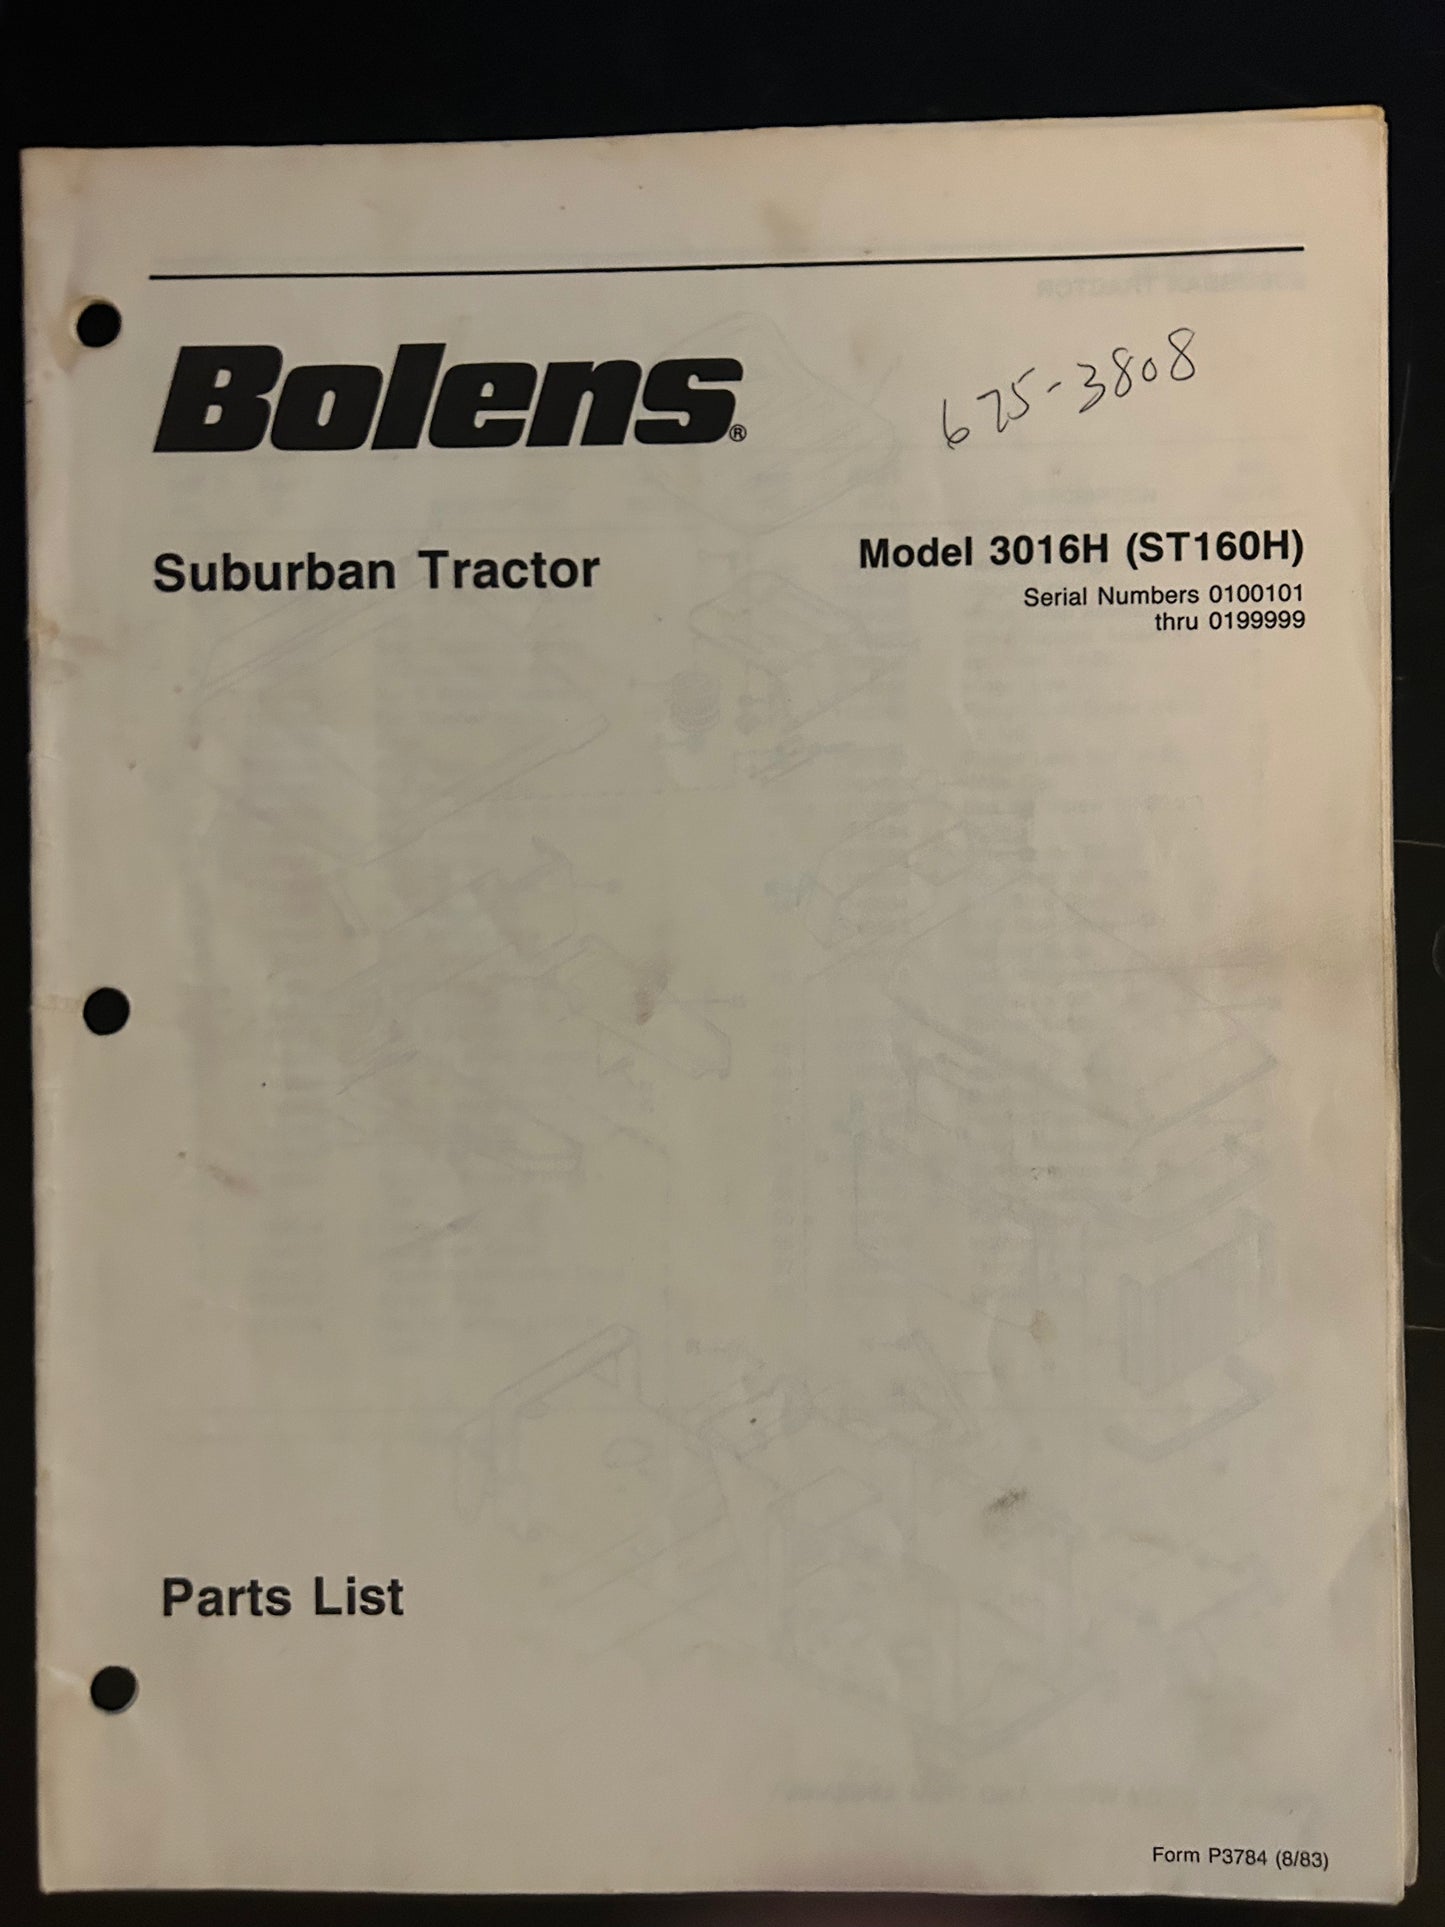 Bolens®
675-3808
Suburban Tractor
Model 3016H (ST160H)
Serial Numbers 0100101
thru 0199999
Parts List
Form P3784 (8/83)